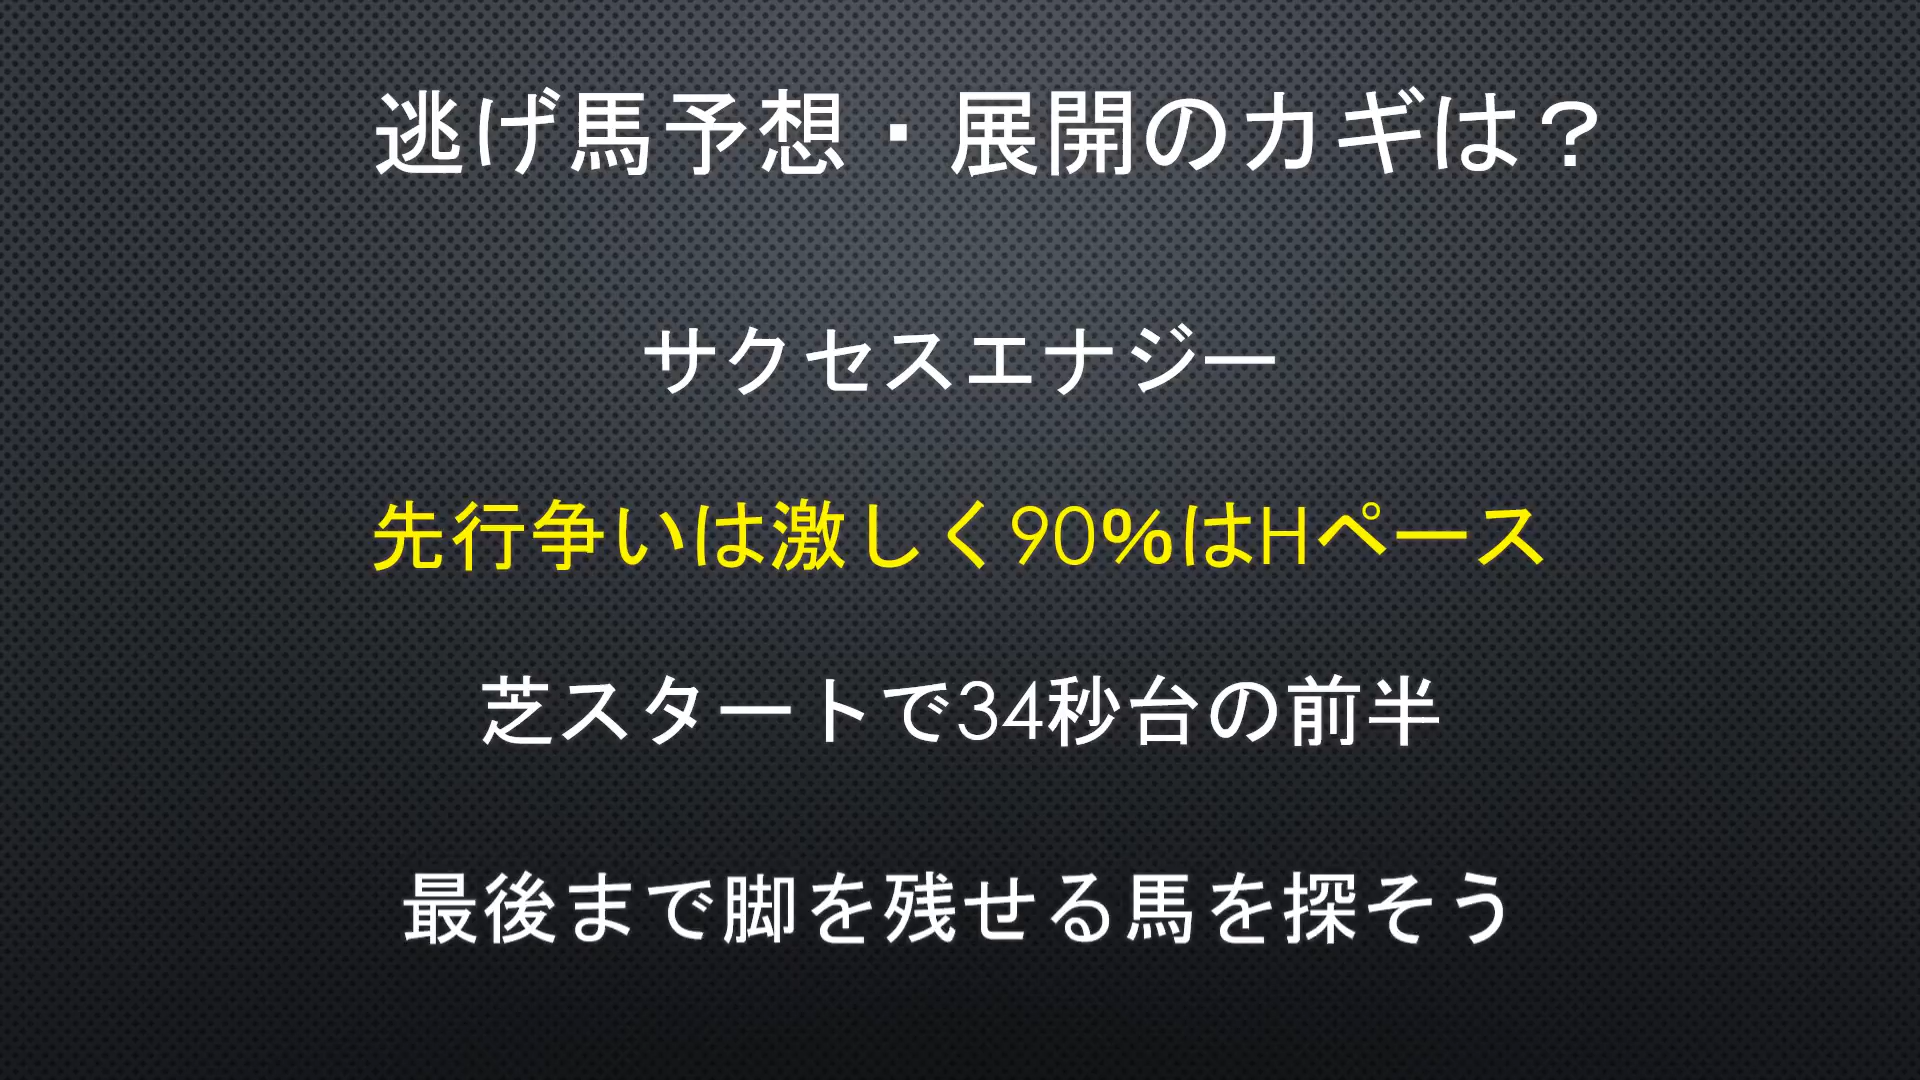 逃げ馬予想・展開のカギは？
サクセスエナジー
先行争いは激しく90%はHペース
芝スタートで34秒台の前半
最後まで脚を残せる馬を探そう